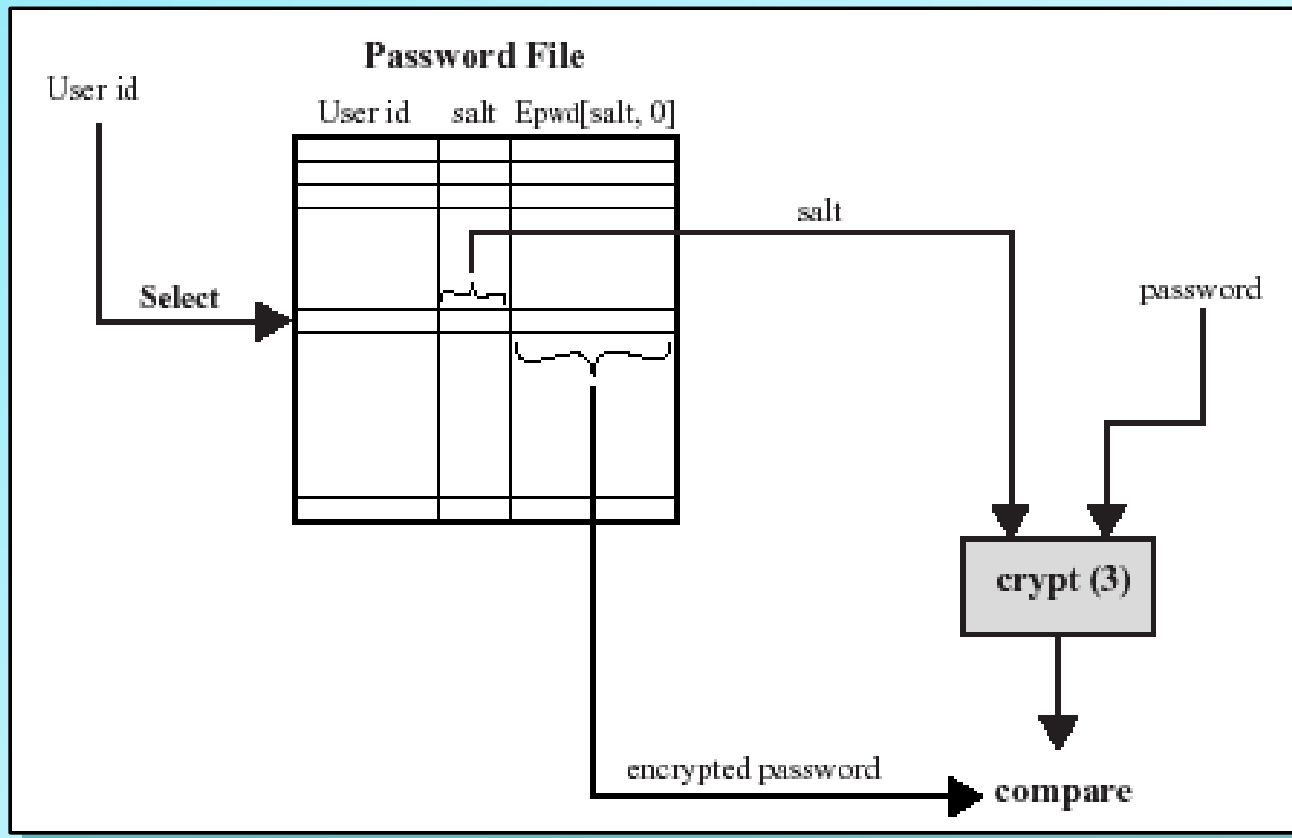 Password File
User id
User id salt Epwd[salt, 0]
salt
Select
password
crypt (3)
encrypted password
compare